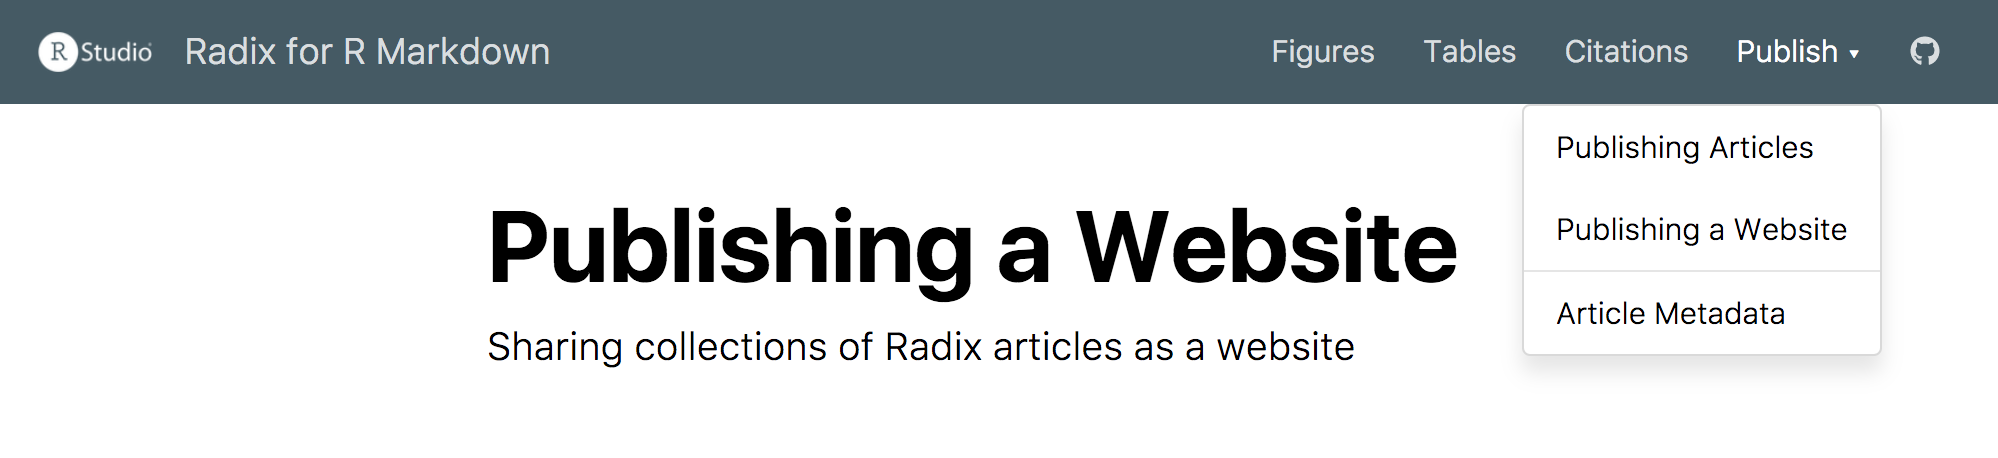 R Studio Radix for R Markdown Figures Tables Citations Publish
Publishing Articles
Publishing a Website
Article Metadata
Publishing a Website
Sharing collections of Radix articles as a website